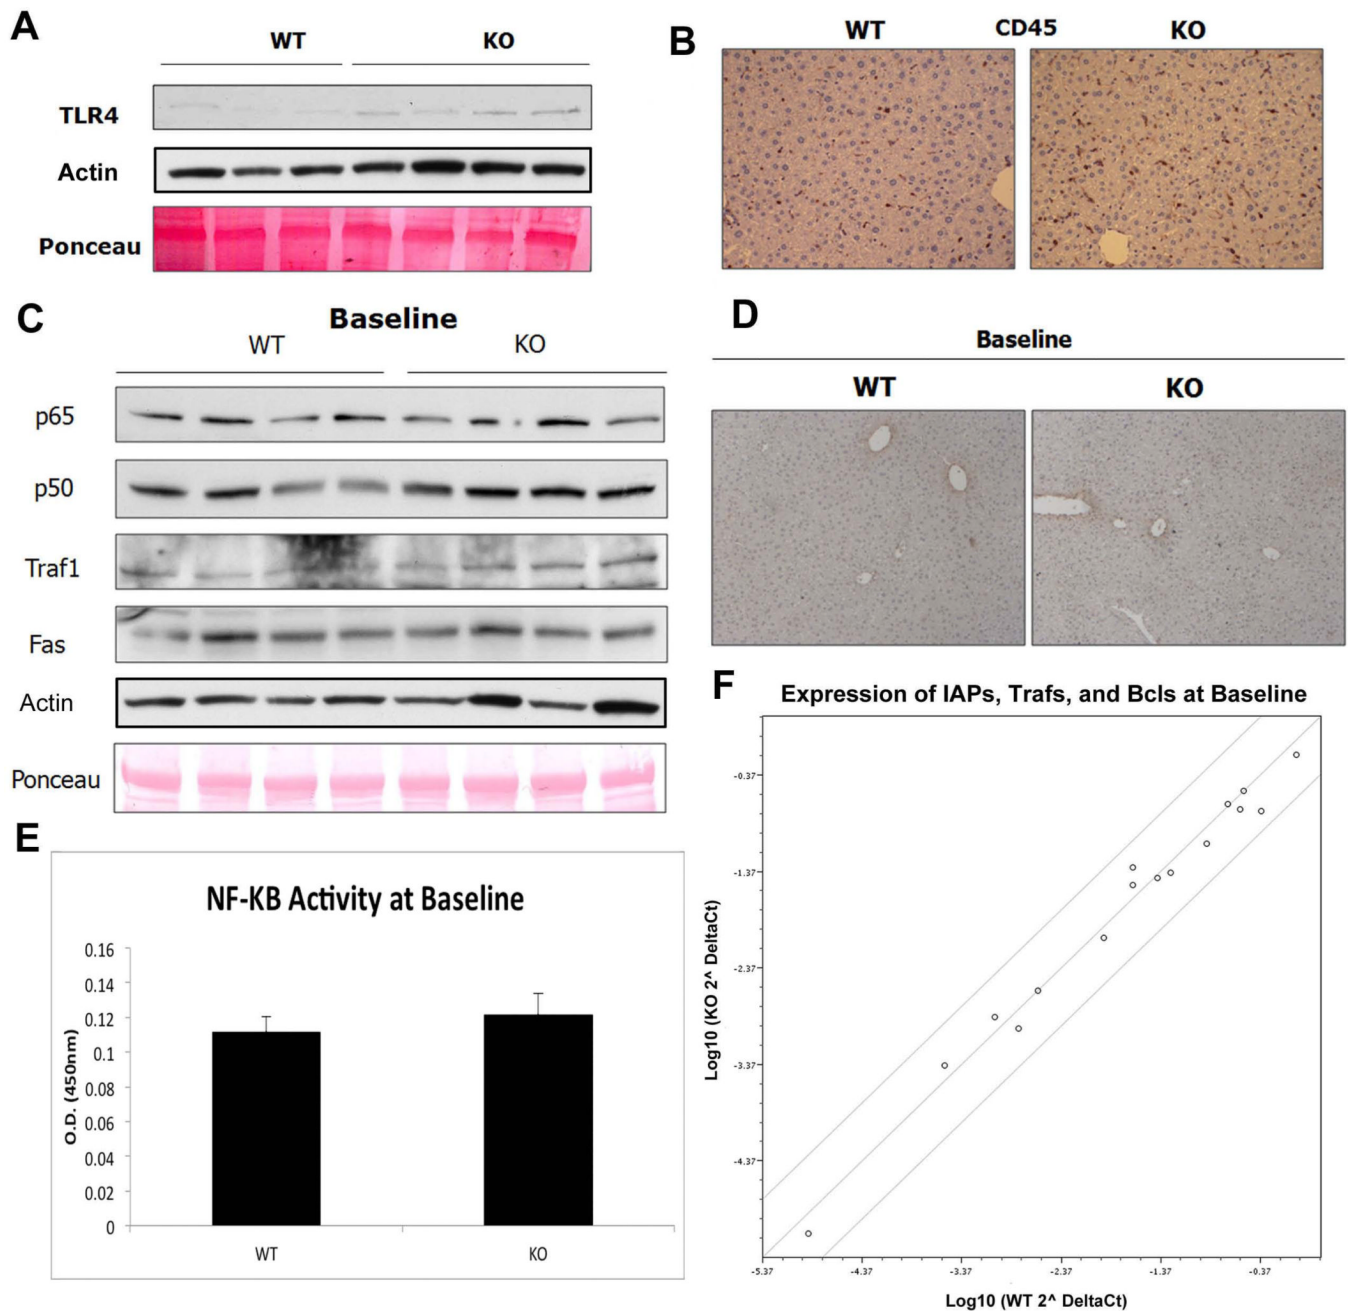 A
WT
KO
TLR4
Actin
Ponceau
B
WT
CD45
KO
C
Baseline
WT
KO
p65
p50
Traf1
Fas
Actin
Ponceau
D
Baseline
WT
KO
E
NF-KB Activity at Baseline
O.D. (450nm)
0.16
0.14
0.12
0.1
0.08
0.06
0.04
0.02
0
WT
KO
F
Expression of IAPs, Trafs, and Bcls at Baseline
Log10 (KO 2^ DeltaCt)
-0.37
-1.37
-2.37
-3.37
-4.37
-5.37
-4.37
-3.37
-2.37
-1.37
-0.37
Log10 (WT 2^ DeltaCt)